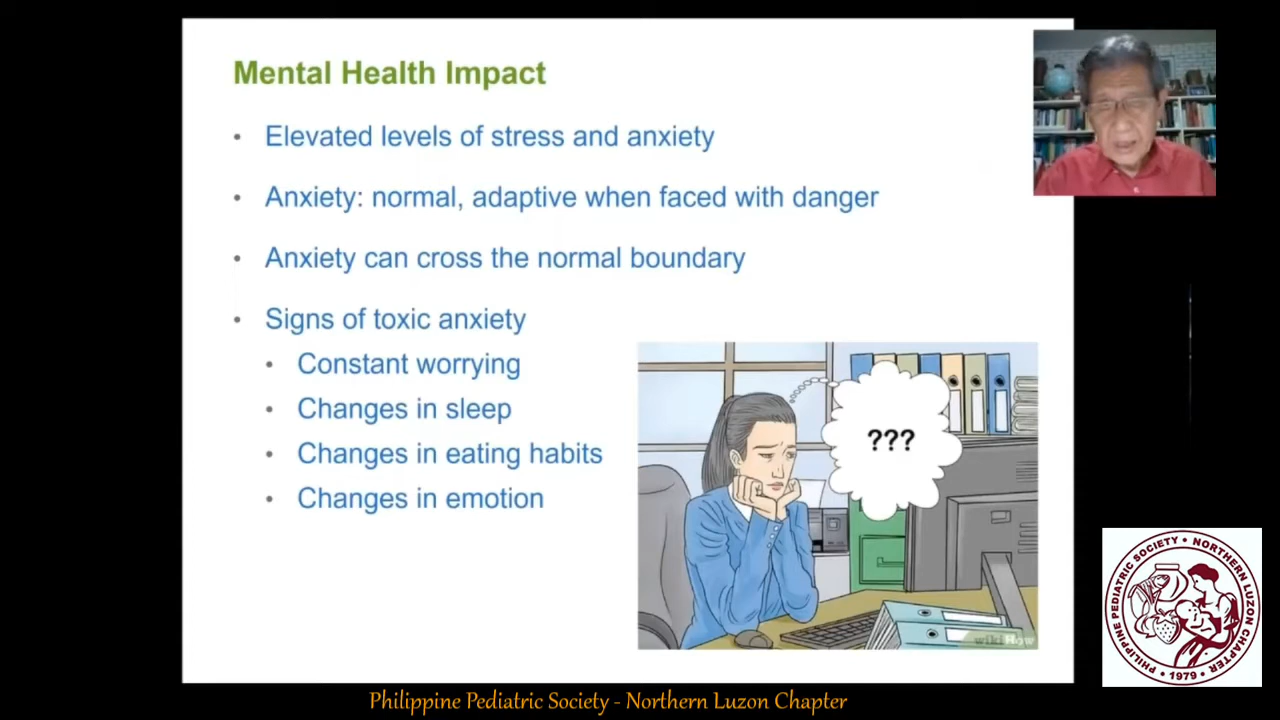 Mental Health Impact
• Elevated levels of stress and anxiety
• Anxiety: normal, adaptive when faced with danger
• Anxiety can cross the normal boundary
• Signs of toxic anxiety
• Constant worrying
• Changes in sleep
• Changes in eating habits
• Changes in emotion
???
wikiHow
PHILIPPINE PEDIATRIC SOCIETY • NORTHERN LUZON CHAPTER •
1979
Philippine Pediatric Society - Northern Luzon Chapter